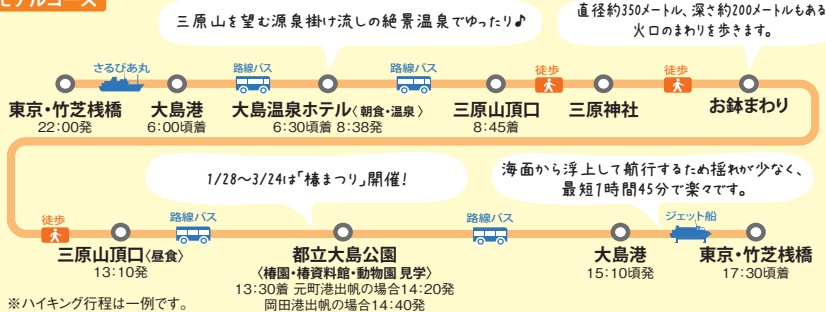 モデルコース
三原山を望む源泉掛け流しの絶景温泉でゆったり♪
直径約350メートル、深さ約200メートルもある
火口のまわりを歩きます。
さるびあ丸
路線バス
路線バス
徒歩
徒歩
東京・竹芝桟橋
22:00発
大島港
6:00頃着
大島温泉ホテル〈朝食・温泉〉
6:30頃着 8:38発
三原山頂口
8:45着
三原神社
お鉢まわり
1/28〜3/24は「椿まつり」開催!
海面から浮上して航行するため揺れが少なく、
最短1時間45分で楽々です。
徒歩
路線バス
路線バス
ジェット船
三原山頂口〈昼食〉
13:10発
都立大島公園
〈椿園・椿資料館・動物園 見学〉
13:30着 元町港出帆の場合14:20発
岡田港出帆の場合14:40発
大島港
15:10頃発
東京・竹芝桟橋
17:30頃着
※ハイキング行程は一例です。